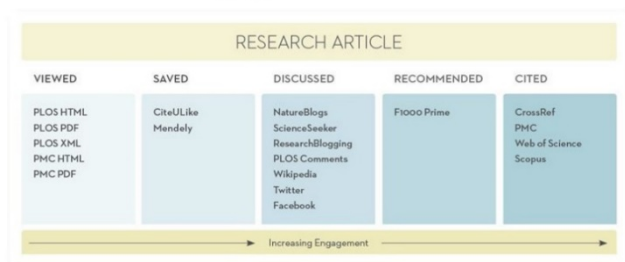 RESEARCH ARTICLE
VIEWED
PLOS HTML
PLOS PDF
PLOS XML
PMC HTML
PMC PDF
SAVED
CiteULike
Mendely
DISCUSSED
NatureBlogs
ScienceSeeker
ResearchBlogging
PLOS Comments
Wikipedia
Twitter
Facebook
RECOMMENDED
F1000 Prime
CITED
CrossRef
PMC
Web of Science
Scopus
Increasing Engagement